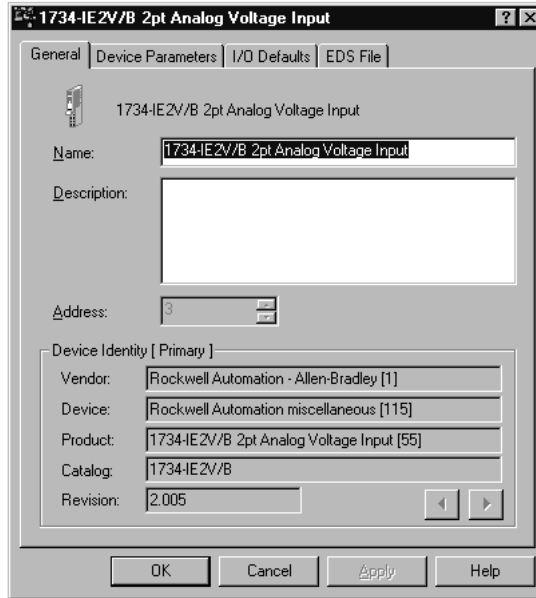 1734-IE2V/B 2pt Analog Voltage Input
General Device Parameters I/O Defaults EDS File
1734-IE2V/B 2pt Analog Voltage Input
Name: 1734-IE2V/B 2pt Analog Voltage Input
Description:
Address: 3
Device Identity [ Primary ]
Vendor: Rockwell Automation - Allen-Bradley [1]
Device: Rockwell Automation miscellaneous [115]
Product: 1734-IE2V/B 2pt Analog Voltage Input [55]
Catalog: 1734-IE2V/B
Revision: 2.005
OK Cancel Apply Help